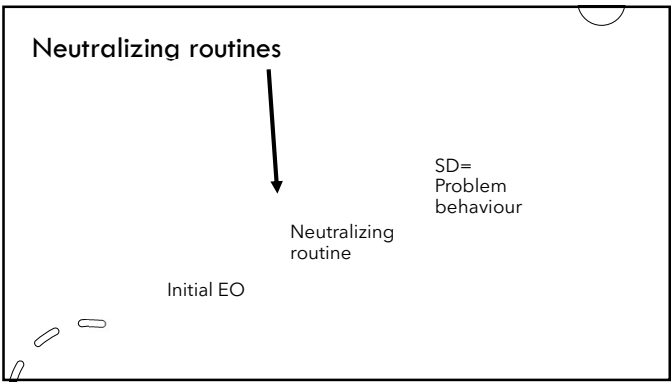 Neutralizing routines
SD=
Problem
behaviour
Neutralizing
routine
Initial EO